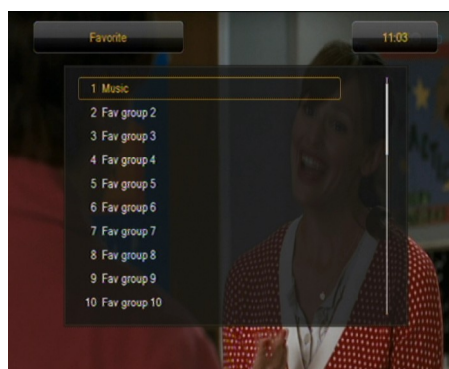 Favorite
11:03
1 Music
2 Fav group 2
3 Fav group 3
4 Fav group 4
5 Fav group 5
6 Fav group 6
7 Fav group 7
8 Fav group 8
9 Fav group 9
10 Fav group 10